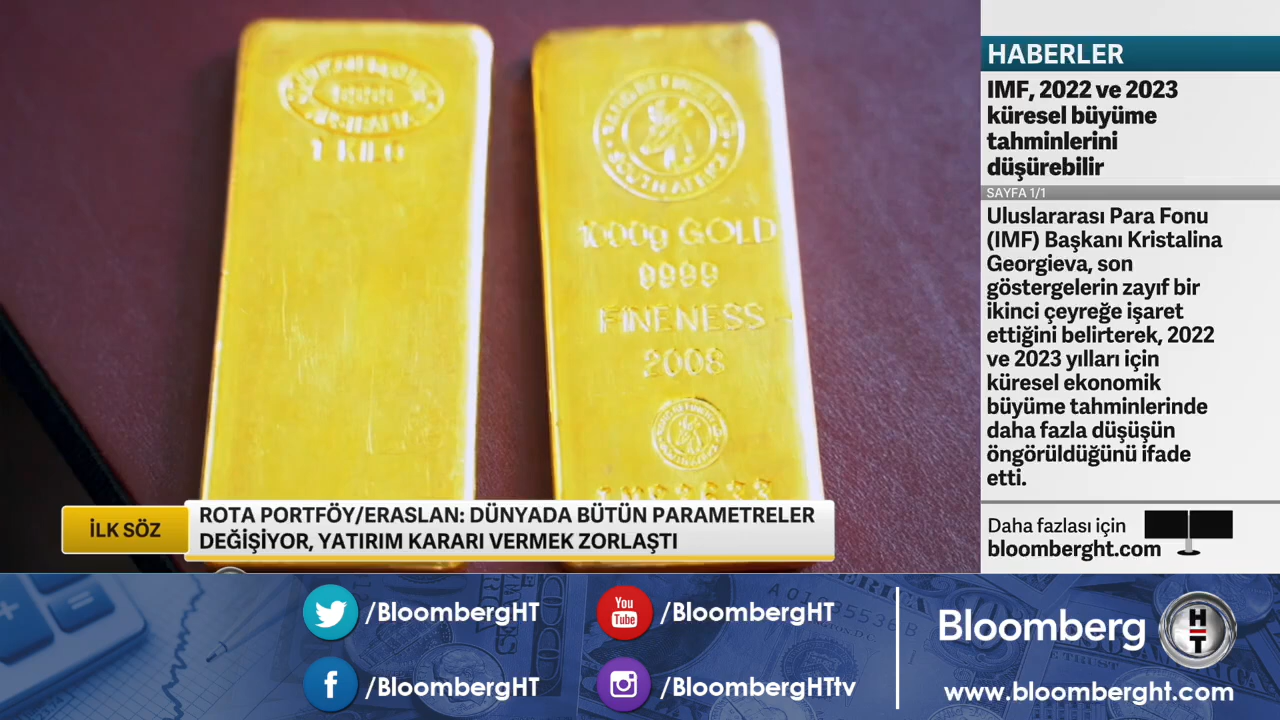 1 KILO
SOUTH AFRICA
1000g GOLD
9999
FINENESS
2008
İLK SÖZ
ROTA PORTFÖY/ERASLAN: DÜNYADA BÜTÜN PARAMETRELER
DEĞİŞİYOR, YATIRIM KARARI VERMEK ZORLAŞTI
HABERLER
IMF, 2022 ve 2023
küresel büyüme
tahminlerini
düşürebilir
SAYFA 1/1
Uluslararası Para Fonu
(IMF) Başkanı Kristalina
Georgieva, son
göstergelerin zayıf bir
ikinci çeyreğe işaret
ettiğini belirterek, 2022
ve 2023 yılları için
küresel ekonomik
büyüme tahminlerinde
daha fazla düşüşün
öngörüldüğünü ifade
etti.
Daha fazlası için
bloomberght.com
/BloombergHT
You
Tube
/BloombergHT
/BloombergHT
/BloombergHTtv
Bloomberg HT
www.bloomberght.com